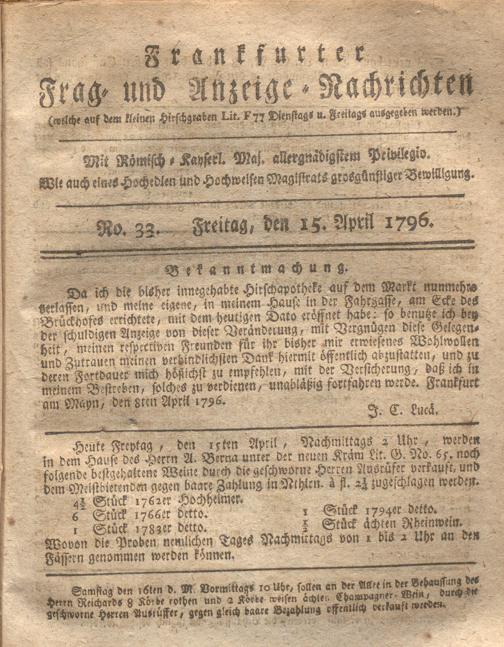 Frankfurter
Frag- und Anzeige-Nachrichten
(welche auf dem kleinen Hirschgraben Lit. F 77 Dienstags u. Freitags ausgegeben werden.)
Mit Römisch-Kayserl. Maj. allergnädigstem Privilegio.
Wie auch eines Hochedlen und Hochweisen Magistrats grosgünstiger Bewilligung.
No. 33. Freitag, den 15. April 1796.
Bekanntmachung.
Da ich die bisher innegehabte Hirschapotheke auf dem Markt nunmehr
verlassen, und meine eigene, in meinem Hause in der Fahrgasse, am Ecke des
Brückhofes errichtete, mit dem heutigen Dato eröffnet habe: so benutze ich bey
der schuldigen Anzeige von dieser Veränderung, mit Vergnügen diese Gelegen-
heit, meinen respektiven Freunden für ihr bisher mir erwiesenes Wohlwollen
und Zutrauen meinen verbindlichsten Dank hiermit öffentlich abzustatten, und zu
deren Fortdauer mich höflichst zu empfehlen, mit der Versicherung, daß ich in
meinem Bestreben, solches zu verdienen, unabläßig fortfahren werde. Frankfurt
am Mayn, den 8ten April 1796.
J. C. Lucä.
Heute Freytag, den 15ten April, Nachmittags 2 Uhr, werden
in dem Hause des Herrn A. Berna unter der neuen Kräm Lit. G. No. 65. noch
folgende bestgehaltene Weine durch die geschworne Herren Ausrüfer verkauft, und
dem Meistbietenden gegen baare Zahlung in Rthlrn. à fl. zugeschlagen werden.
4½ Stück 1762er Hochheimer.
6 Stück 1766er detto. 1 Stück 1794er detto.
1 Stück 1783er detto. ½ Stück ächten Rheinwein.
Wovon die Proben nemlichen Tages Nachmittags von 1 bis 2 Uhr an den
Fässern genommen werden können.
Samstag den 16ten d. M. Vormittags 10 Uhr, sollen an der Allee in der Behaussung des
Herrn Reichards 8 Körbe rothen und 2 Körbe weisen ächten Champagner-Wein, durch die
geschworne Herren Ausrüffer, gegen gleich baare Bezahlung öffentlich verkauft werden.